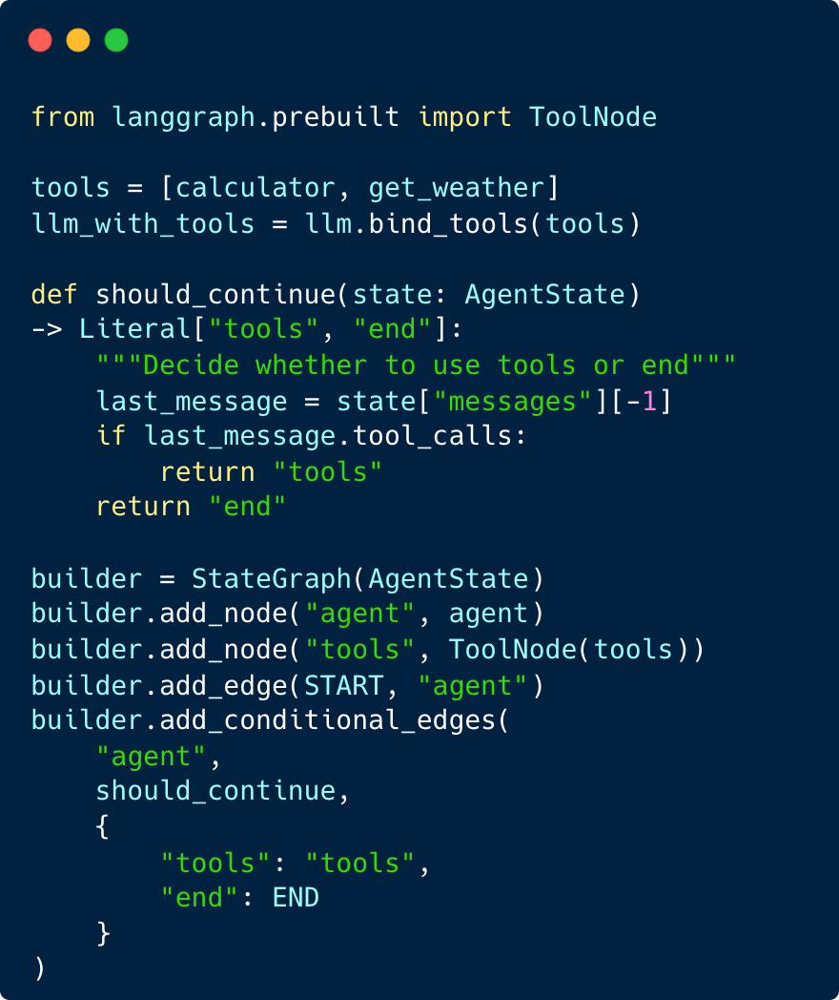 from langgraph.prebuilt import ToolNode

tools = [calculator, get_weather]
llm_with_tools = llm.bind_tools(tools)

def should_continue(state: AgentState)
-> Literal["tools", "end"]:
    """Decide whether to use tools or end"""
    last_message = state["messages"][-1]
    if last_message.tool_calls:
        return "tools"
    return "end"

builder = StateGraph(AgentState)
builder.add_node("agent", agent)
builder.add_node("tools", ToolNode(tools))
builder.add_edge(START, "agent")
builder.add_conditional_edges(
    "agent",
    should_continue,
    {
        "tools": "tools",
        "end": END
    }
)